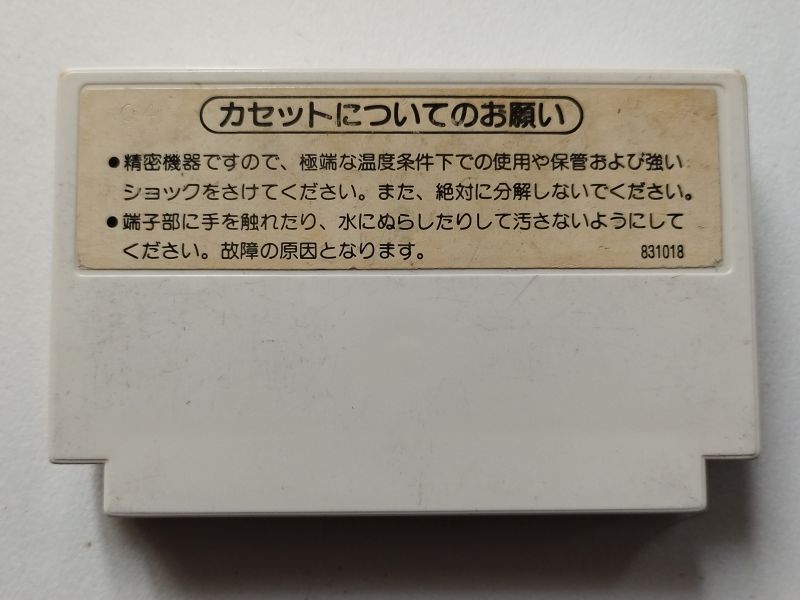 カセットについてのお願い
●精密機器ですので、極端な温度条件下での使用や保管および強い
ショックをさけてください。また、絶対に分解しないでください。
●端子部に手を触れたり、水にぬらしたりして汚さないようにして
ください。故障の原因となります。
831018